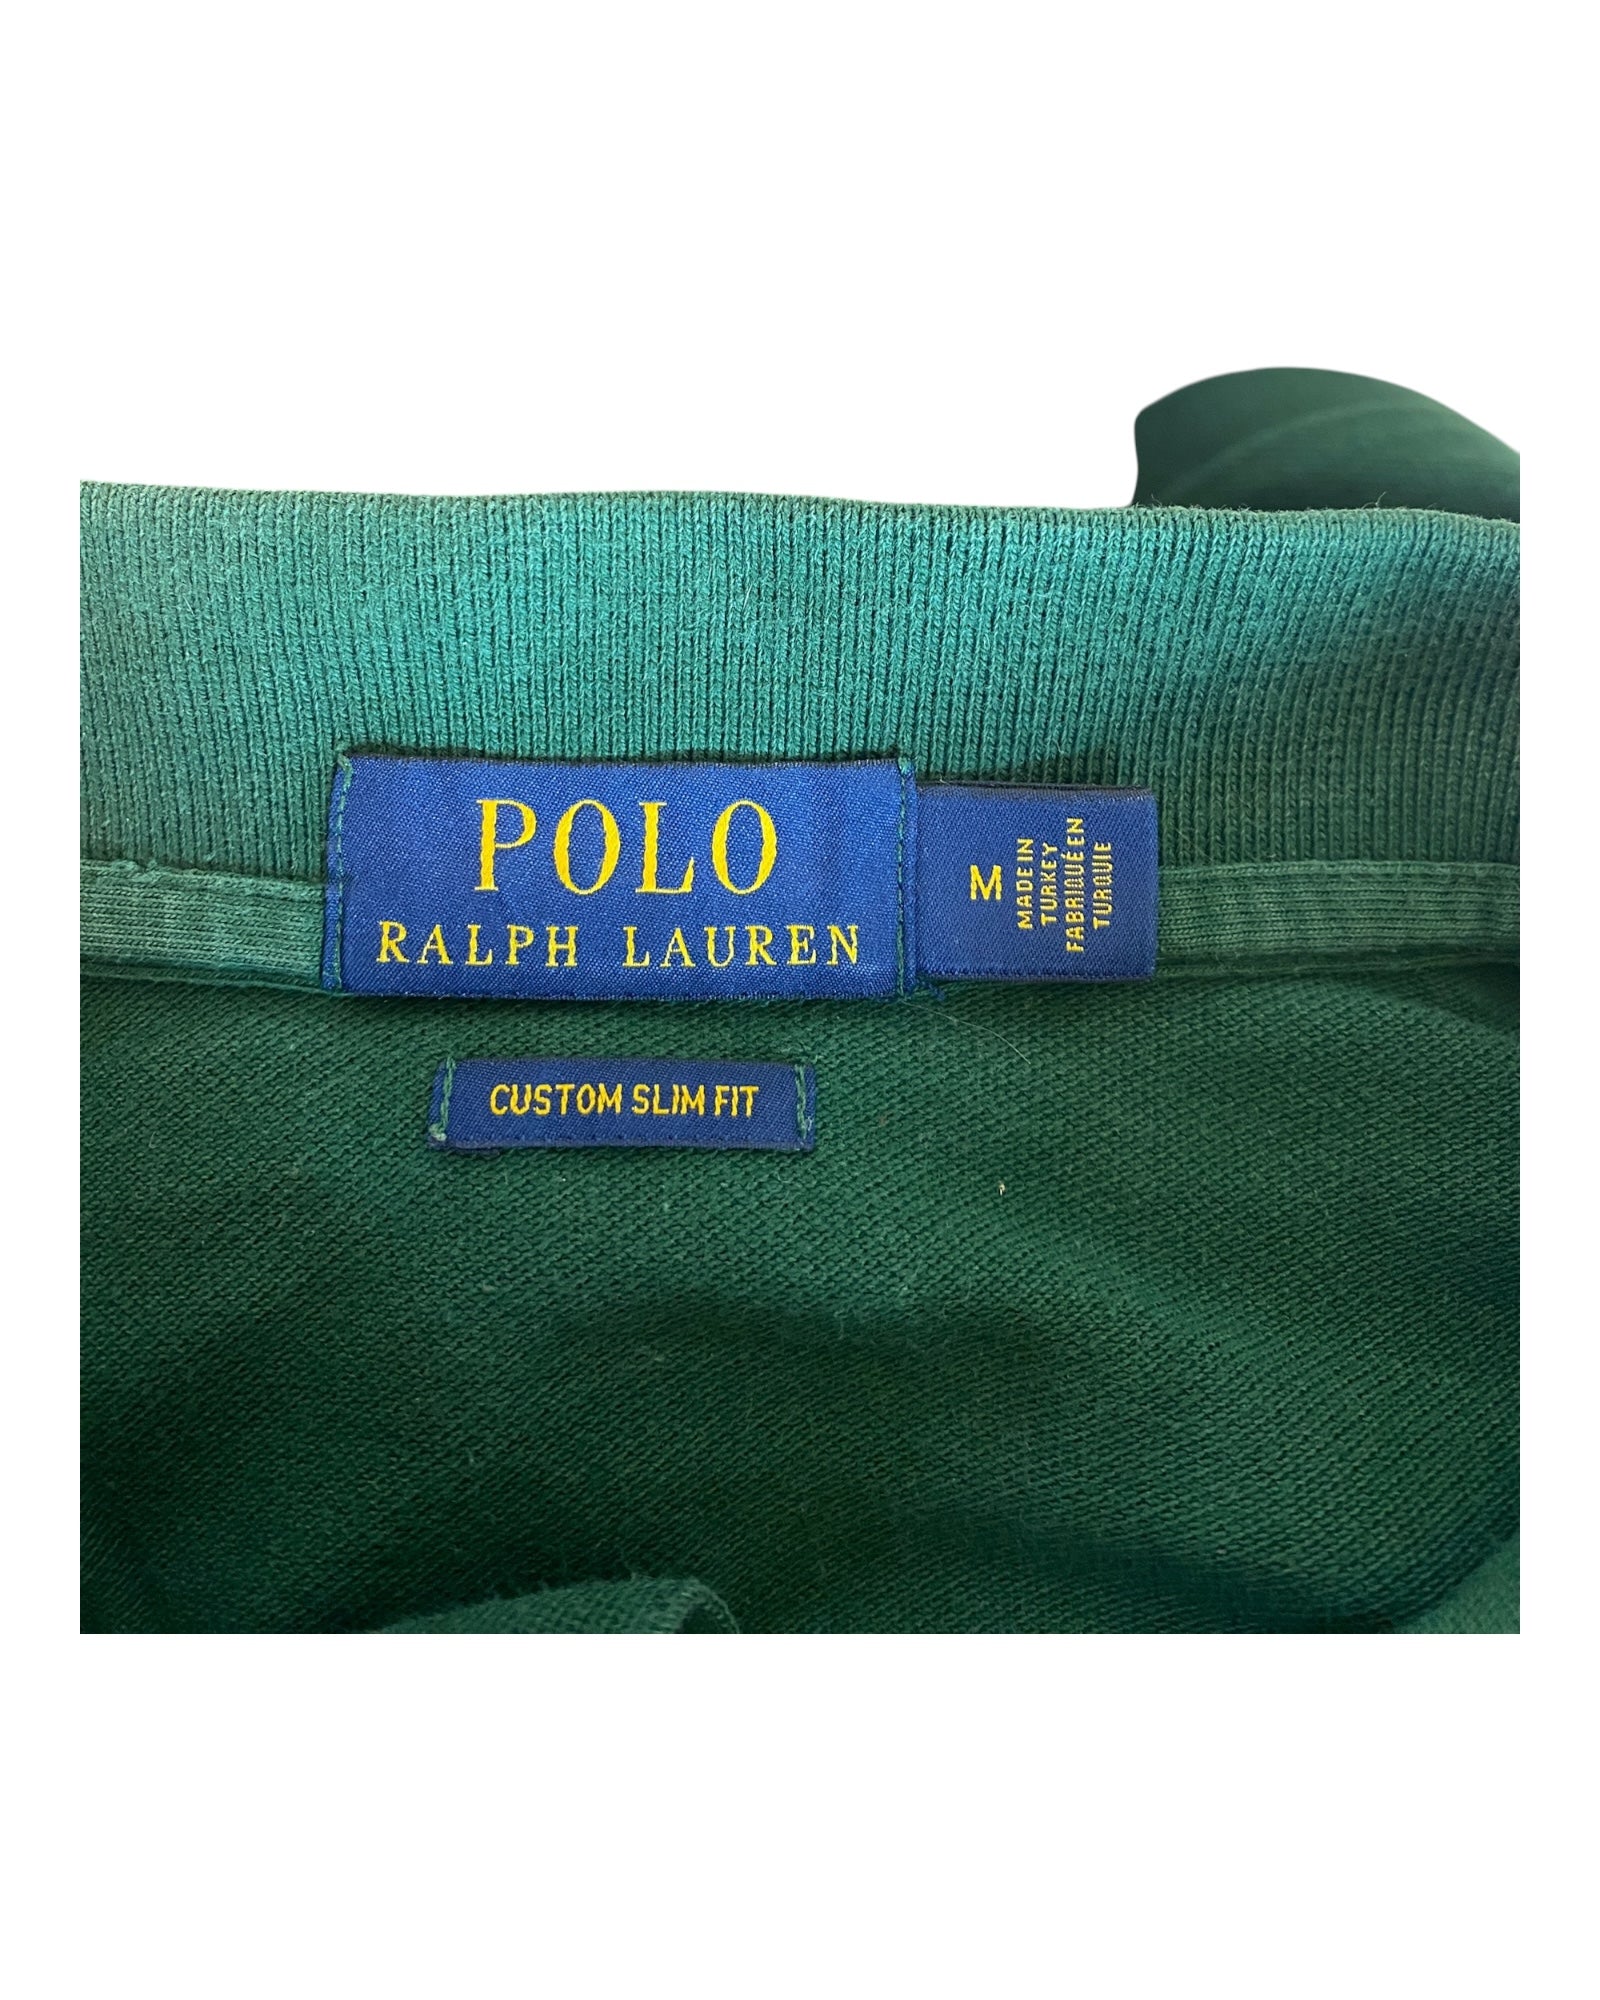 POLO
RALPH LAUREN
M
MADE IN
TURKEY
FABRIQUÉ EN
TURQUIE
CUSTOM SLIM FIT